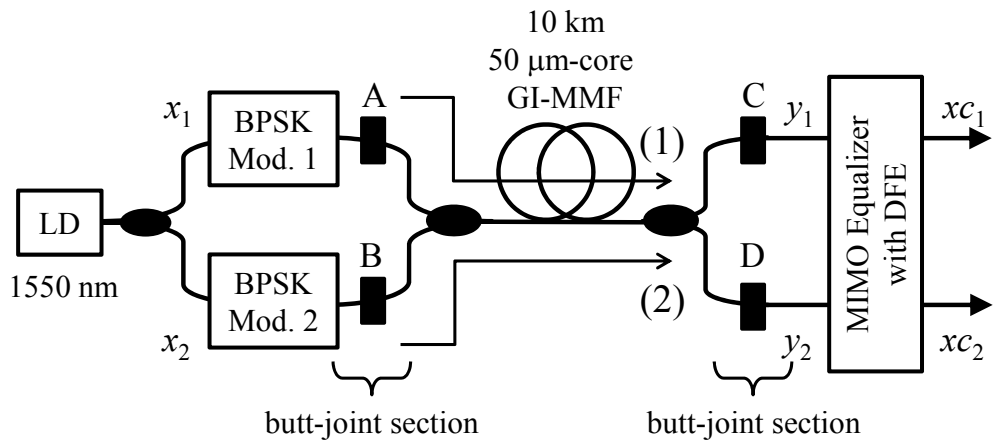 10 km
50 μm-core
GI-MMF
A
C
x1
BPSK
Mod. 1
(1)
y1
xc1
LD
1550 nm
MIMO Equalizer
with DFE
B
D
x2
BPSK
Mod. 2
(2)
y2
xc2
butt-joint section
butt-joint section